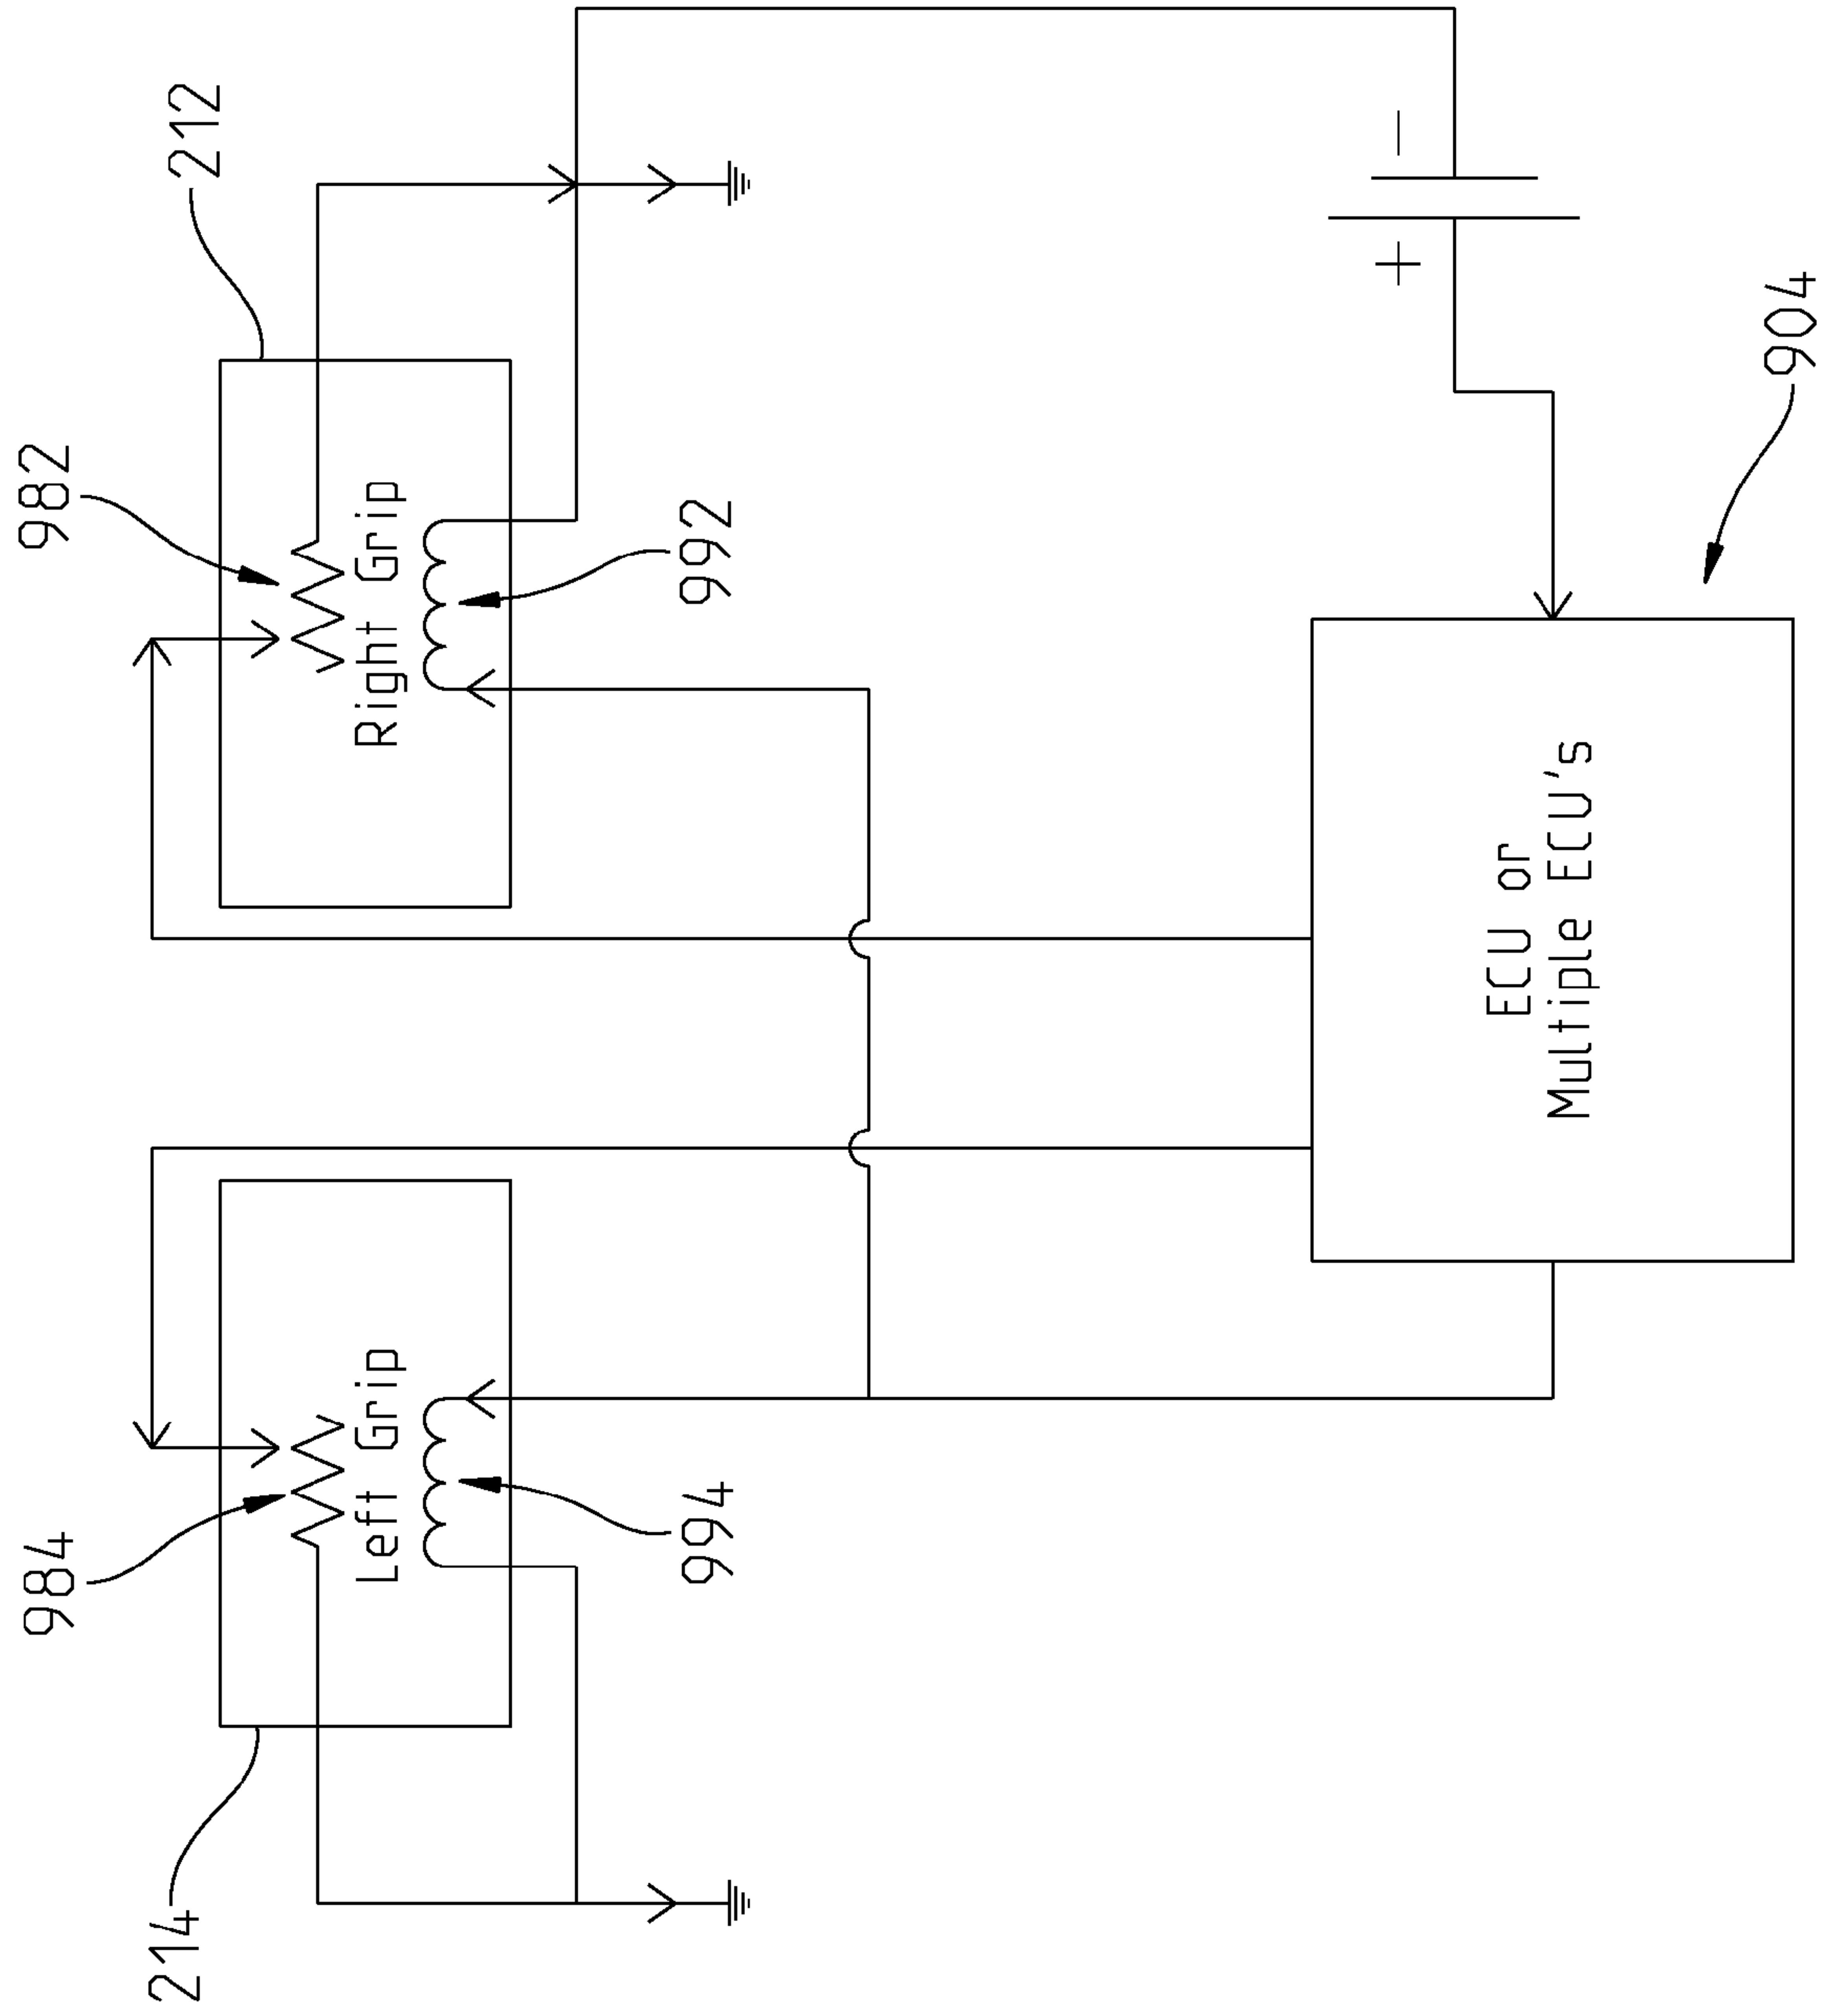 982
212
Right Grip
992
984
214
Left Grip
994
+
−
ECU or
Multiple ECU's
904